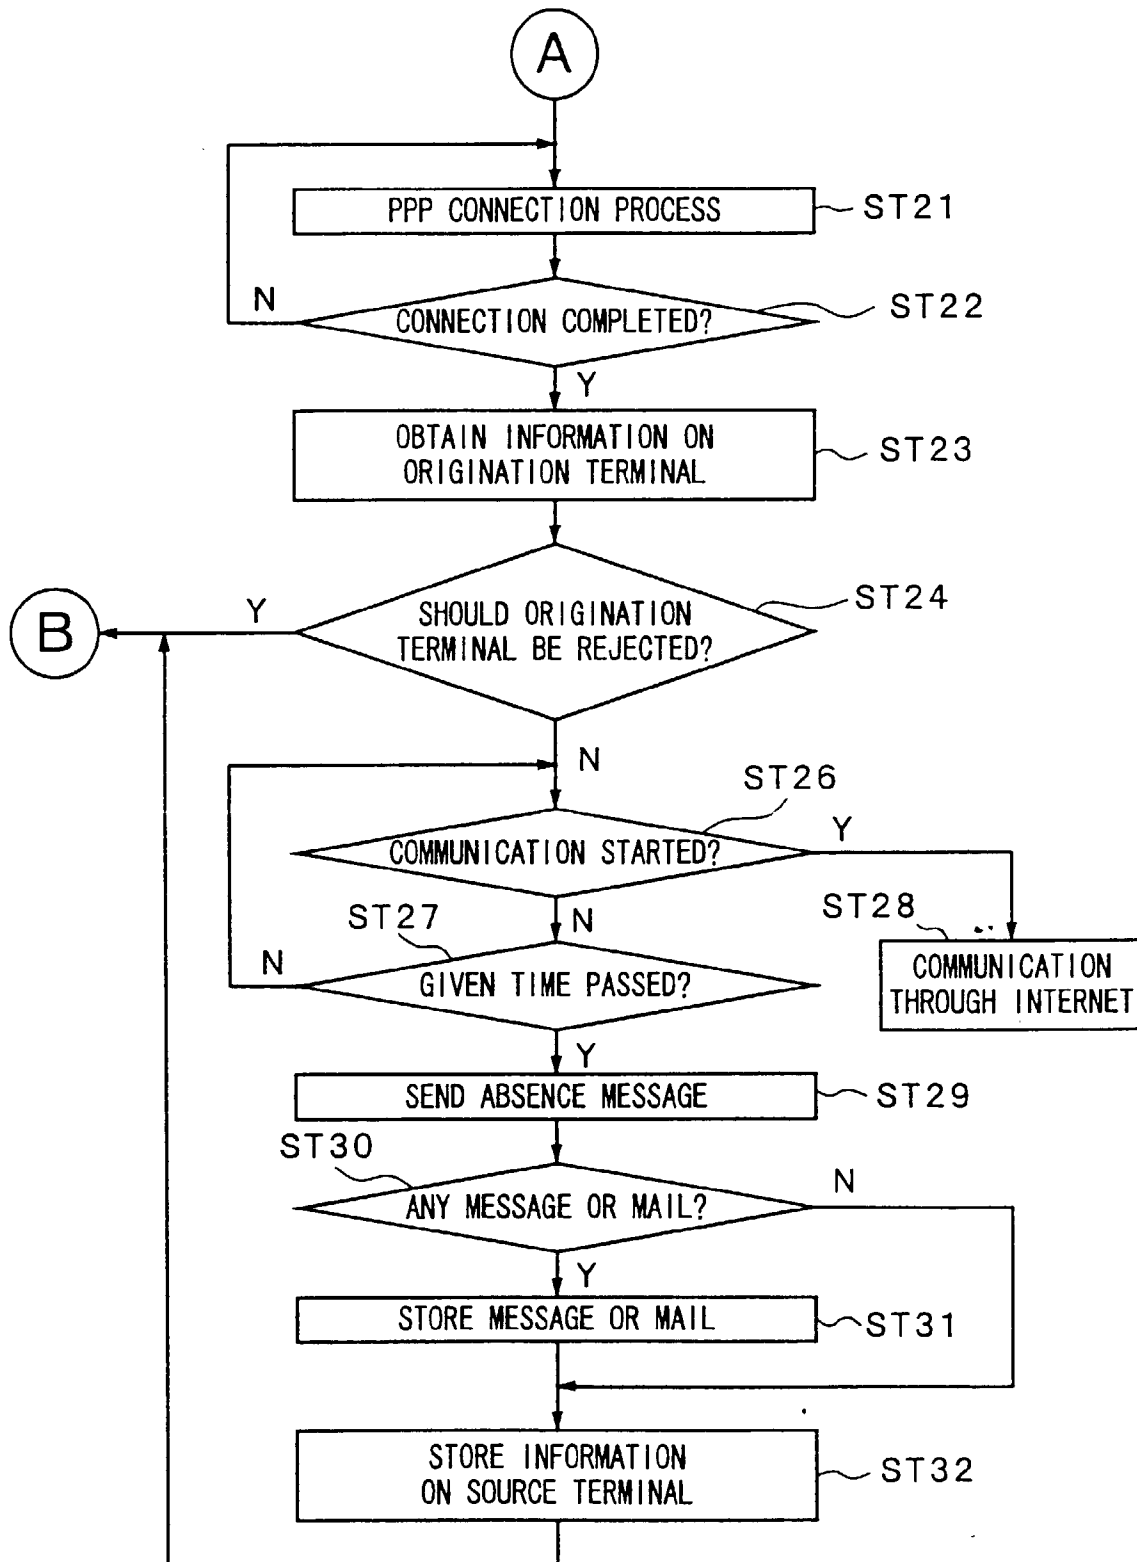 A
PPP CONNECTION PROCESS
ST21
N
CONNECTION COMPLETED?
ST22
Y
OBTAIN INFORMATION ON
ORIGINATION TERMINAL
ST23
B
Y
SHOULD ORIGINATION
TERMINAL BE REJECTED?
ST24
N
ST26
COMMUNICATION STARTED?
Y
ST27
N
ST28
N
GIVEN TIME PASSED?
COMMUNICATION
THROUGH INTERNET
Y
SEND ABSENCE MESSAGE
ST29
ST30
ANY MESSAGE OR MAIL?
N
Y
STORE MESSAGE OR MAIL
ST31
STORE INFORMATION
ON SOURCE TERMINAL
ST32